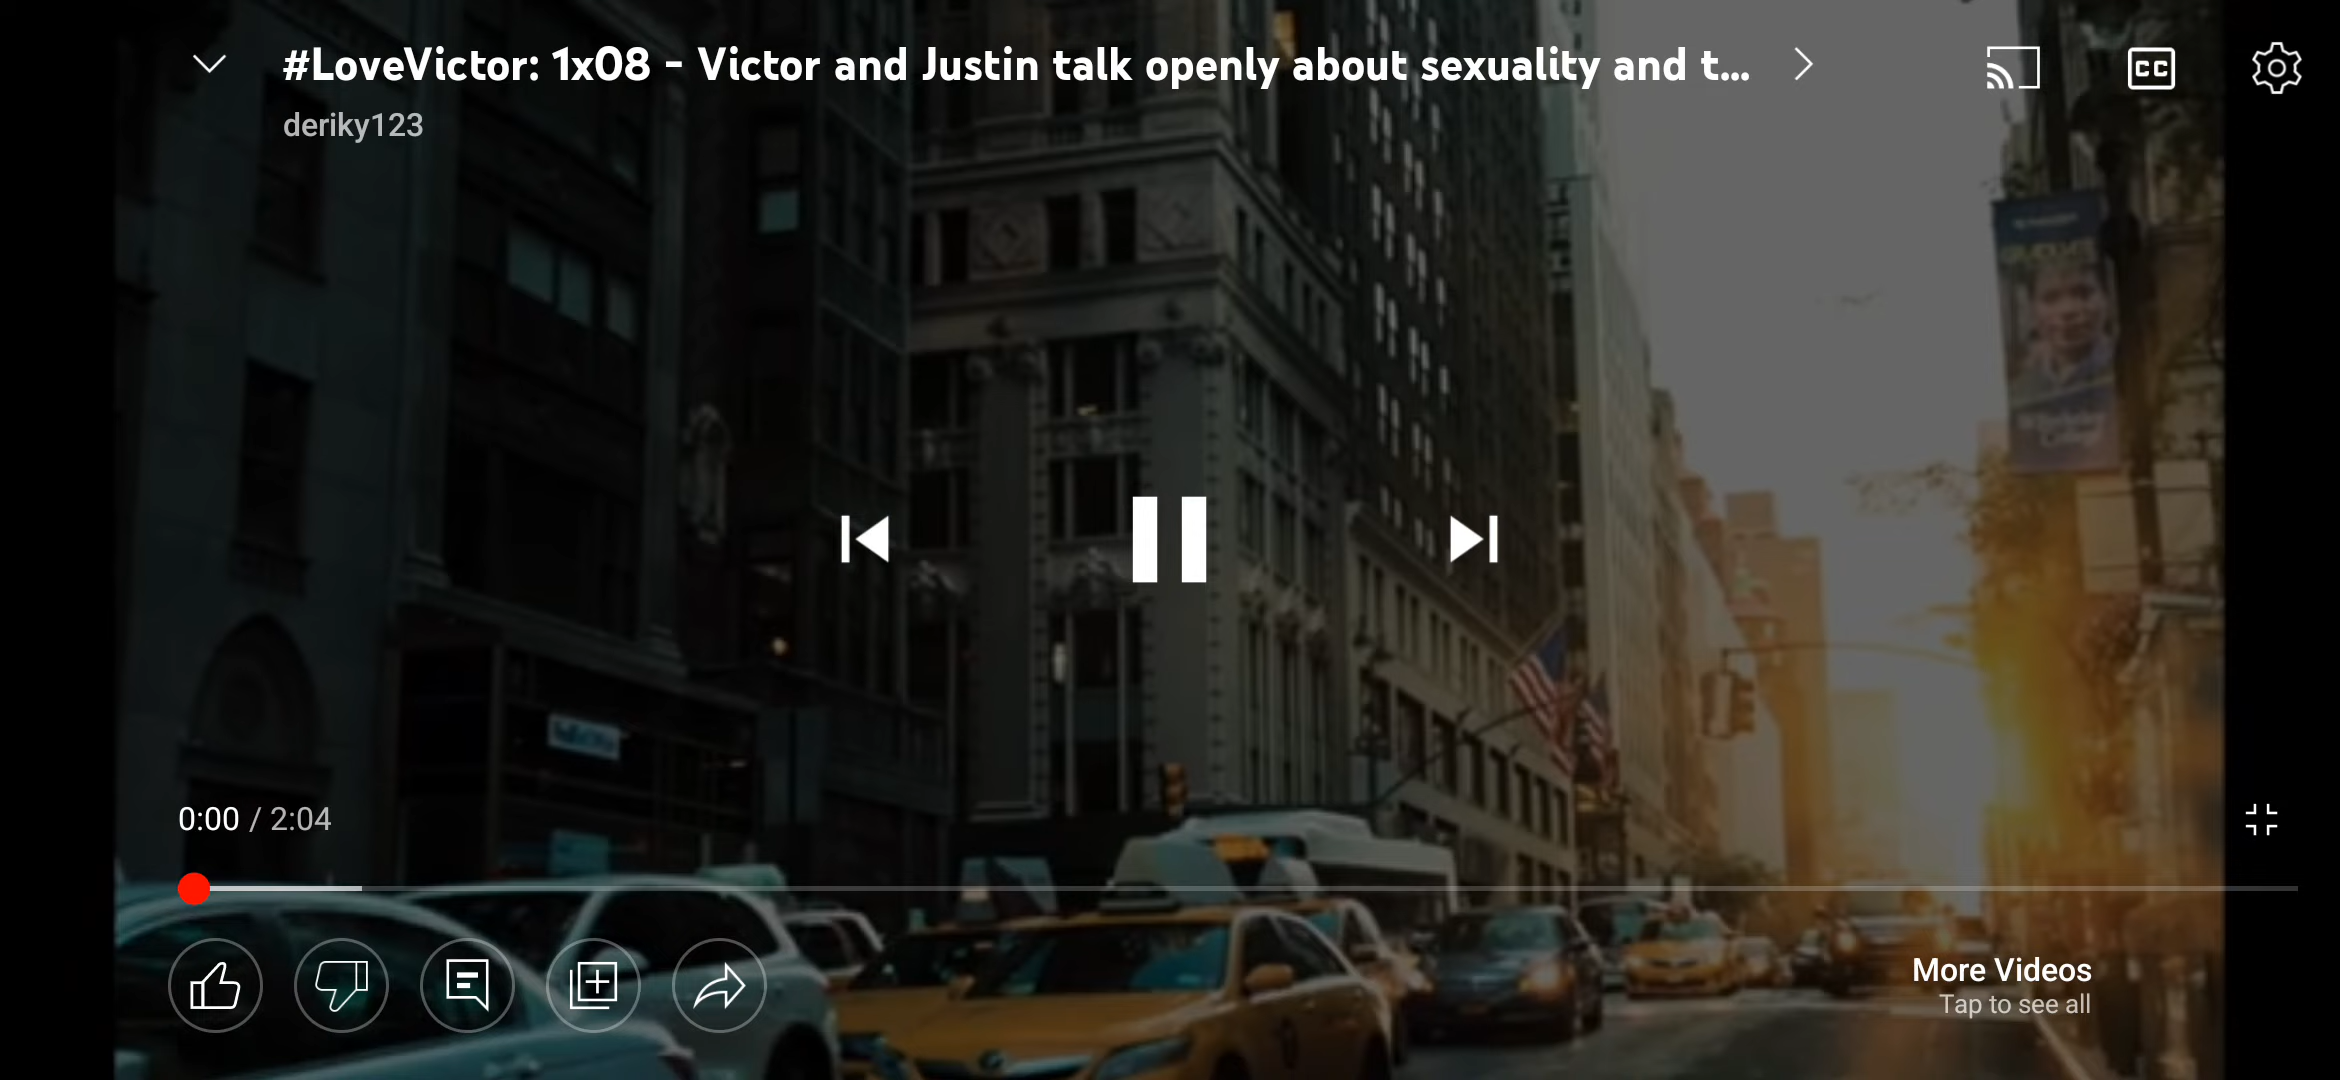 #LoveVictor: 1x08 - Victor and Justin talk openly about sexuality and t...
deriky123
CC
0:00 / 2:04
More Videos
Tap to see all